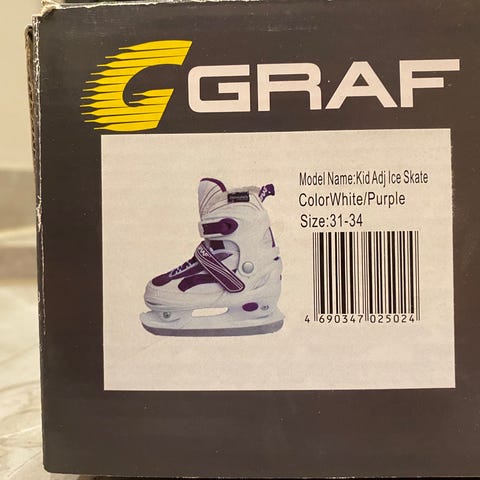 GRAF
Model Name:Kid Adj Ice Skate
ColorWhite/Purple
Size:31-34
4 690347 025024